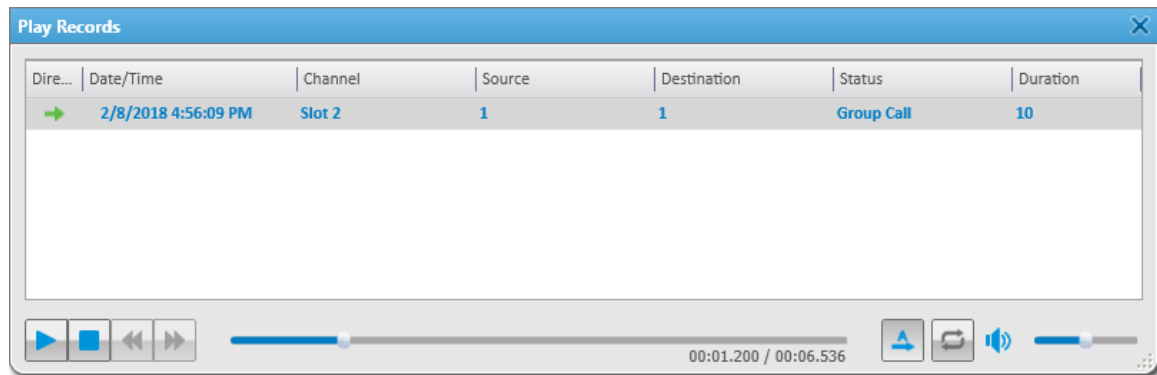 Play Records
Dire... Date/Time Channel Source Destination Status Duration
2/8/2018 4:56:09 PM Slot 2 1 1 Group Call 10
00:01.200 / 00:06.536